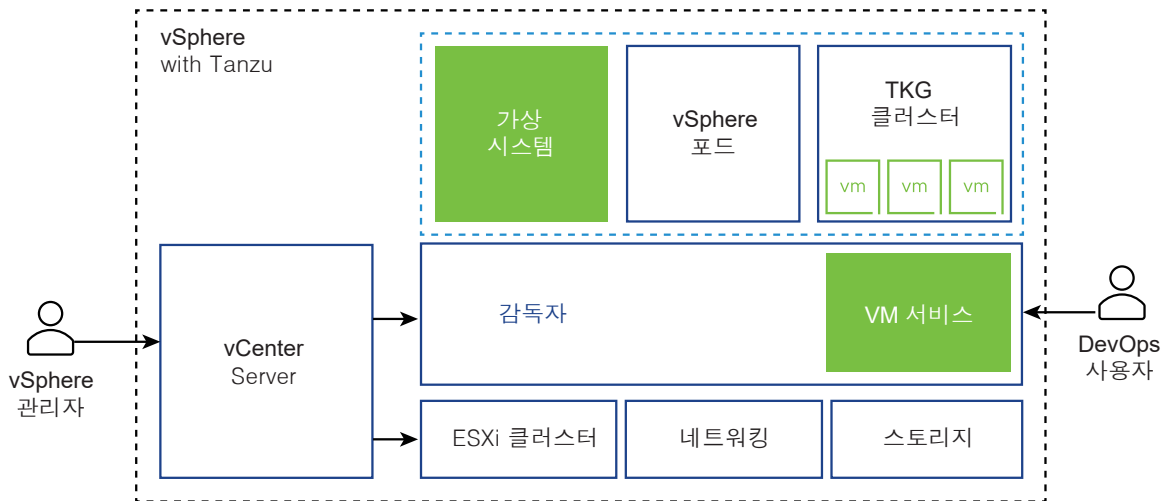 vSphere
with Tanzu
가상
시스템
vSphere
포드
TKG
클러스터
vm
vm
vm
감독자
VM 서비스
vCenter
Server
vSphere
관리자
DevOps
사용자
ESXi 클러스터
네트워킹
스토리지